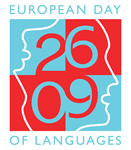 EUROPEAN DAY
26
09
OF LANGUAGES